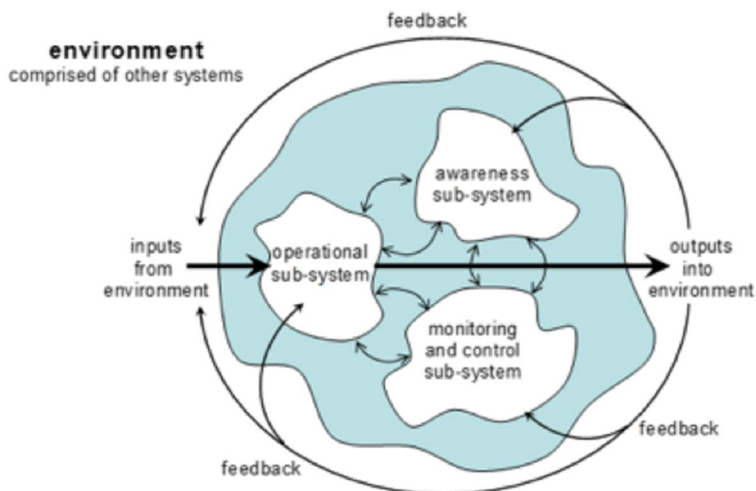 feedback
environment
comprised of other systems
awareness
sub-system
inputs
from
environment
operational
sub-system
outputs
into
environment
monitoring
and control
sub-system
feedback
feedback